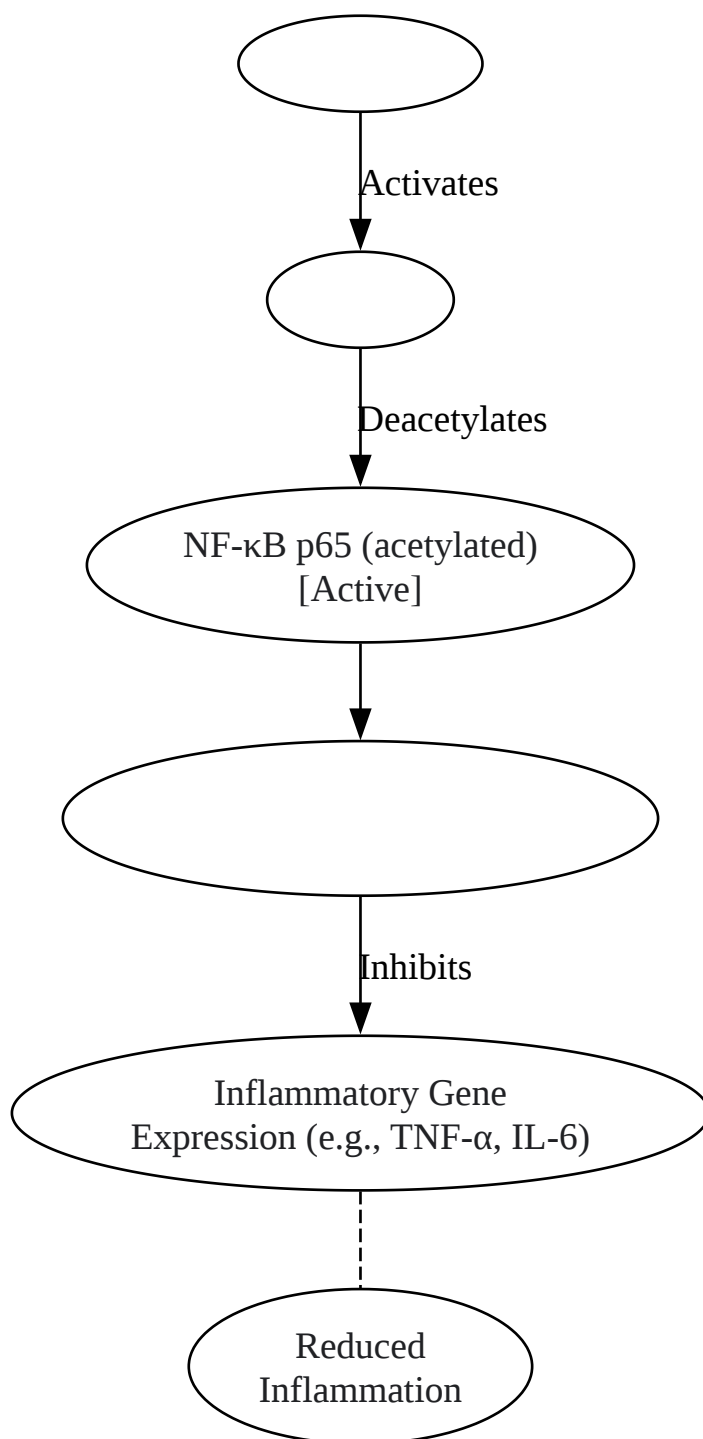 Activates
Deacetylates
NF-κB p65 (acetylated)
[Active]
Inhibits
Inflammatory Gene
Expression (e.g., TNF-α, IL-6)
Reduced
Inflammation